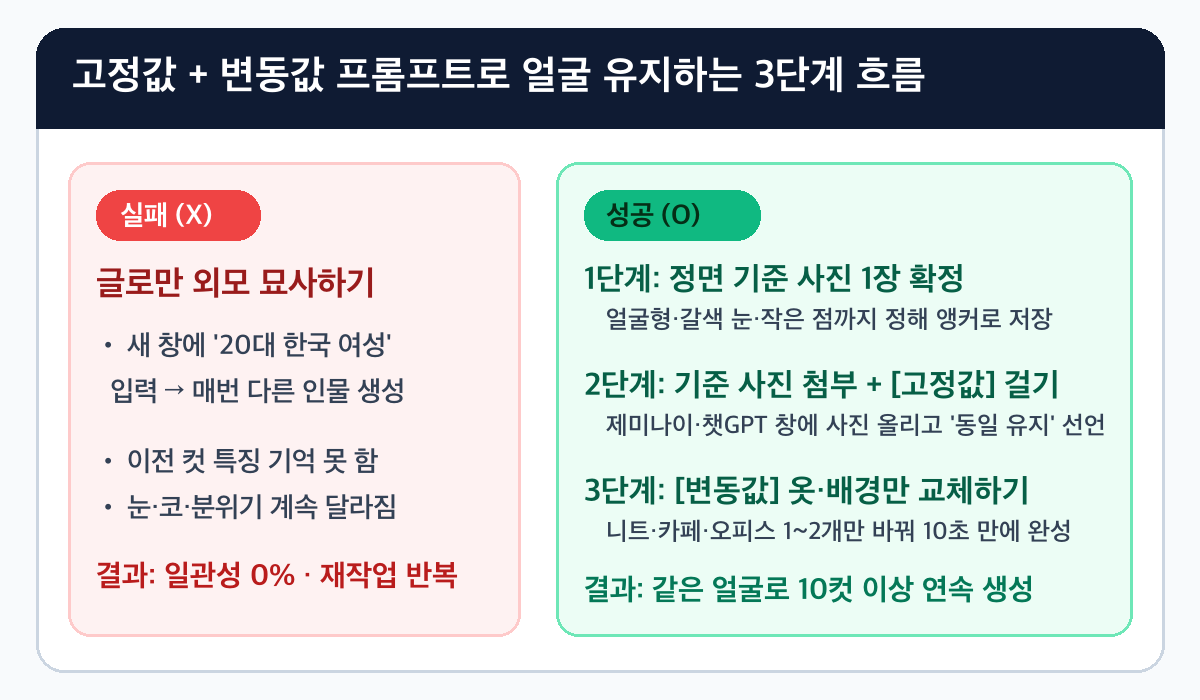 고정값 + 변동값 프롬프트로 얼굴 유지하는 3단계 흐름
실패 (X)
글로만 외모 묘사하기
• 새 창에 '20대 한국 여성'
입력 → 매번 다른 인물 생성
• 이전 컷 특징 기억 못 함
• 눈·코·분위기 계속 달라짐
결과: 일관성 0% · 재작업 반복
성공 (O)
1단계: 정면 기준 사진 1장 확정
얼굴형·갈색 눈·작은 점까지 정해 앵커로 저장
2단계: 기준 사진 첨부 + [고정값] 걸기
제미나이·챗GPT 창에 사진 올리고 '동일 유지' 선언
3단계: [변동값] 옷·배경만 교체하기
니트·카페·오피스 1~2개만 바꿔 10초 만에 완성
결과: 같은 얼굴로 10컷 이상 연속 생성